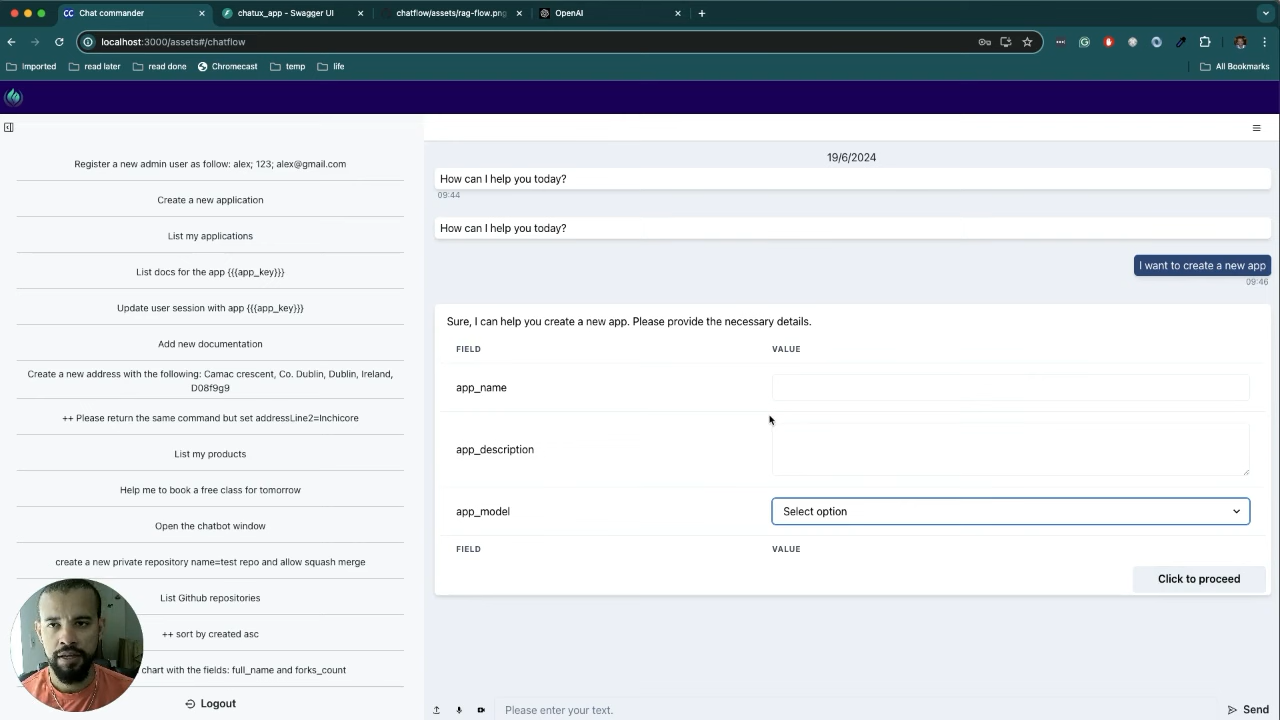 Chat commander
chatux_app - Swagger UI
chatflow/assets/rag-flow.png
OpenAI
localhost:3000/assets#/chatflow
Imported
read later
read done
Chromecast
temp
life
All Bookmarks
Register a new admin user as follow: alex; 123; alex@gmail.com
Create a new application
List my applications
List docs for the app {{{app_key}}}
Update user session with app {{{app_key}}}
Add new documentation
Create a new address with the following: Camac crescent, Co. Dublin, Dublin, Ireland,
D08f9g9
++ Please return the same command but set addressLine2=Inchicore
List my products
Help me to book a free class for tomorrow
Open the chatbot window
create a new private repository name=test repo and allow squash merge
List Github repositories
++ sort by created asc
chart with the fields: full_name and forks_count
Logout
19/6/2024
How can I help you today?
09:44
How can I help you today?
I want to create a new app
09:46
Sure, I can help you create a new app. Please provide the necessary details.
FIELD VALUE
app_name
app_description
app_model Select option
FIELD VALUE
Click to proceed
Please enter your text.
Send